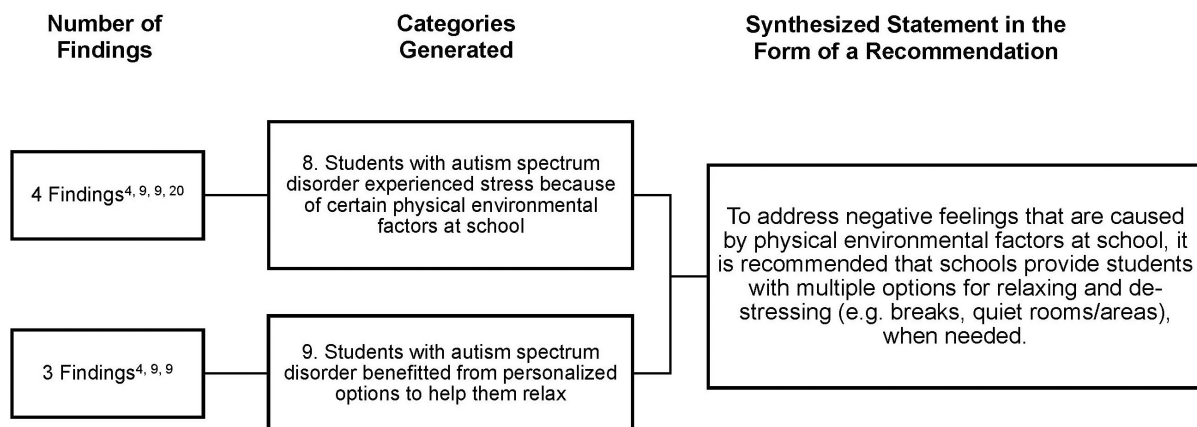 Number of
Findings
Categories
Generated
Synthesized Statement in the
Form of a Recommendation
4 Findings4, 9, 9, 20
8. Students with autism spectrum
disorder experienced stress because
of certain physical environmental
factors at school
3 Findings4, 9, 9
9. Students with autism spectrum
disorder benefitted from personalized
options to help them relax
To address negative feelings that are caused
by physical environmental factors at school, it
is recommended that schools provide students
with multiple options for relaxing and de-
stressing (e.g. breaks, quiet rooms/areas),
when needed.